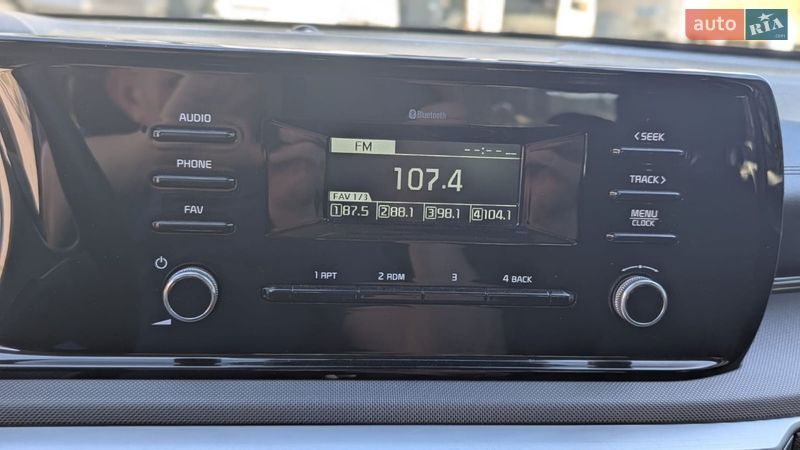 auto RIA .com
Bluetooth
AUDIO
PHONE
FAV
FM --:-- --
107.4
FAV 1/3
1 87.5 2 88.1 3 98.1 4 104.1
< SEEK
TRACK >
MENU
CLOCK
1 RPT 2 RDM 3 4 BACK